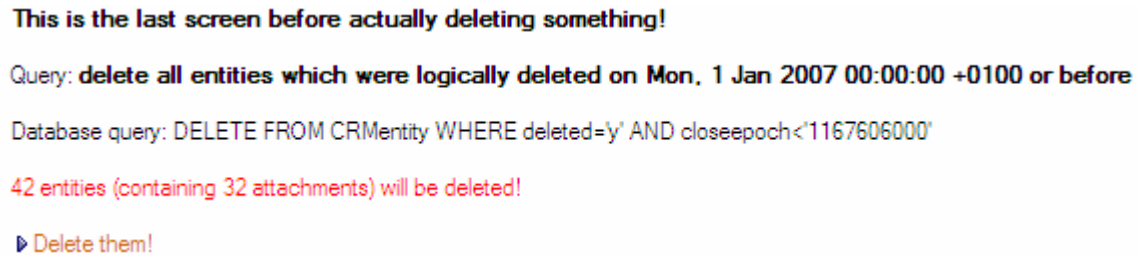 This is the last screen before actually deleting something!
Query: delete all entities which were logically deleted on Mon, 1 Jan 2007 00:00:00 +0100 or before
Database query: DELETE FROM CRMentity WHERE deleted='y' AND closeepoch<'1167606000'
42 entities (containing 32 attachments) will be deleted!
Delete them!